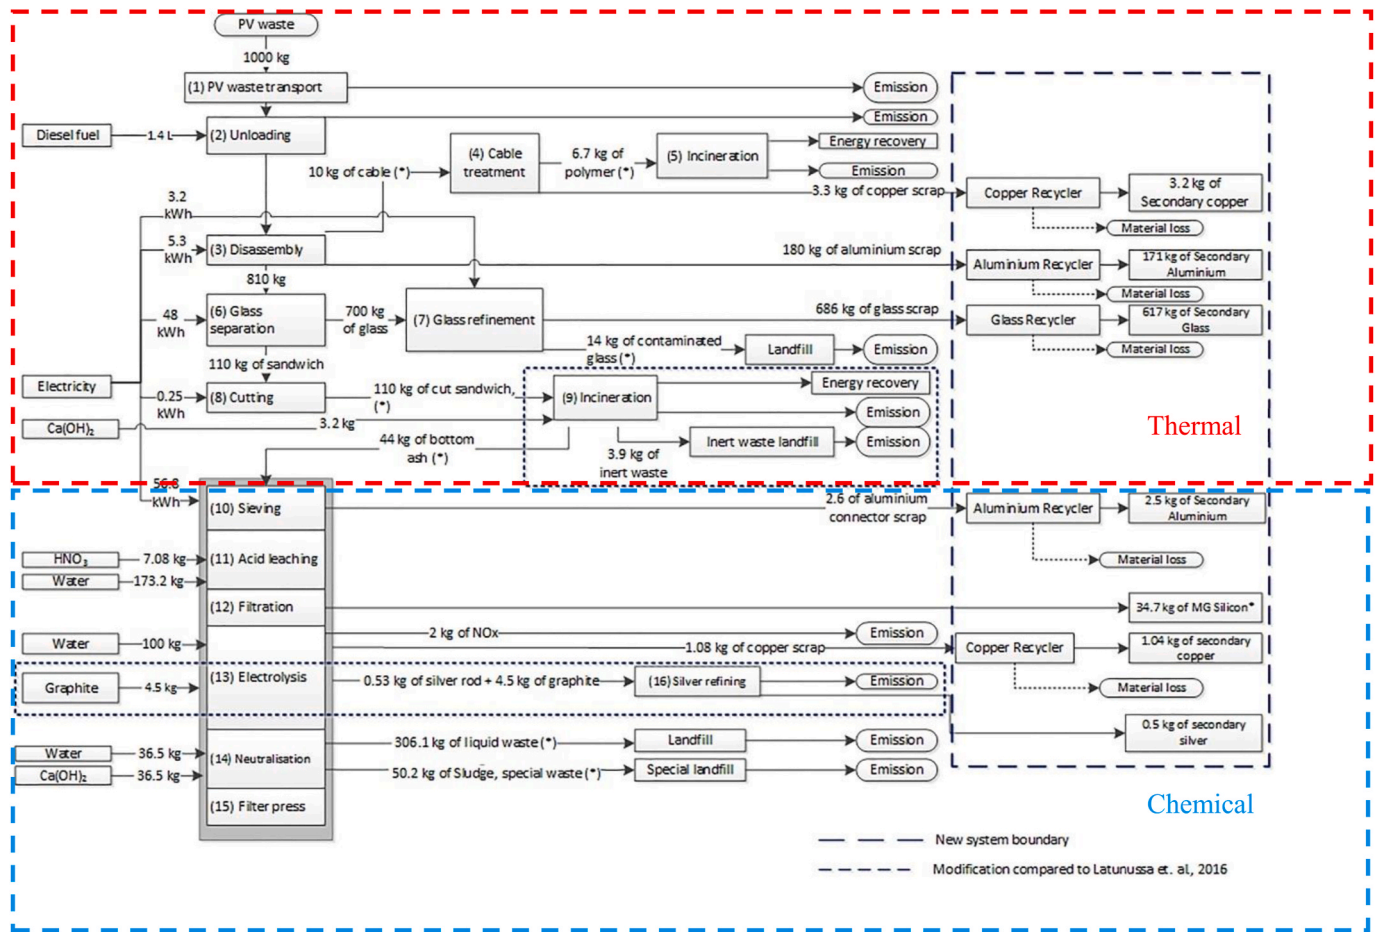 PV waste
1000 kg
(1) PV waste transport
Emission
Diesel fuel
1.4 L
(2) Unloading
Emission
10 kg of cable (*)
(4) Cable
treatment
6.7 kg of
polymer (*)
(5) Incineration
Energy recovery
Emission
3.3 kg of copper scrap
Copper Recycler
3.2 kg of
Secondary copper
Material loss
3.2
kWh
5.3
kWh
(3) Disassembly
180 kg of aluminium scrap
Aluminium Recycler
171 kg of Secondary
Aluminium
Material loss
810 kg
48
kWh
(6) Glass
separation
700 kg
of glass
(7) Glass refinement
686 kg of glass scrap
Glass Recycler
617 kg of Secondary
Glass
Material loss
14 kg of contaminated
glass (*)
Landfill
Emission
110 kg of sandwich
Electricity
0.25
kWh
(8) Cutting
110 kg of cut sandwich,
(*)
(9) Incineration
Energy recovery
Emission
Ca(OH)₂
3.2 kg
44 kg of bottom
ash (*)
3.9 kg of
inert waste
Inert waste landfill
Emission
Thermal
56.8
kWh
(10) Sieving
2.6 of aluminium
connector scrap
Aluminium Recycler
2.5 kg of Secondary
Aluminium
Material loss
HNO₃
7.08 kg
(11) Acid leaching
Water
173.2 kg
(12) Filtration
34.7 kg of MG Silicon*
Water
100 kg
2 kg of NOx
Emission
1.08 kg of copper scrap
Copper Recycler
1.04 kg of secondary
copper
Material loss
Graphite
4.5 kg
(13) Electrolysis
0.53 kg of silver rod + 4.5 kg of graphite
(16) Silver refining
Emission
0.5 kg of secondary
silver
Water
36.5 kg
(14) Neutralisation
306.1 kg of liquid waste (*)
Landfill
Emission
Ca(OH)₂
36.5 kg
50.2 kg of Sludge, special waste (*)
Special landfill
Emission
(15) Filter press
Chemical
New system boundary
Modification compared to Latunussa et. al, 2016